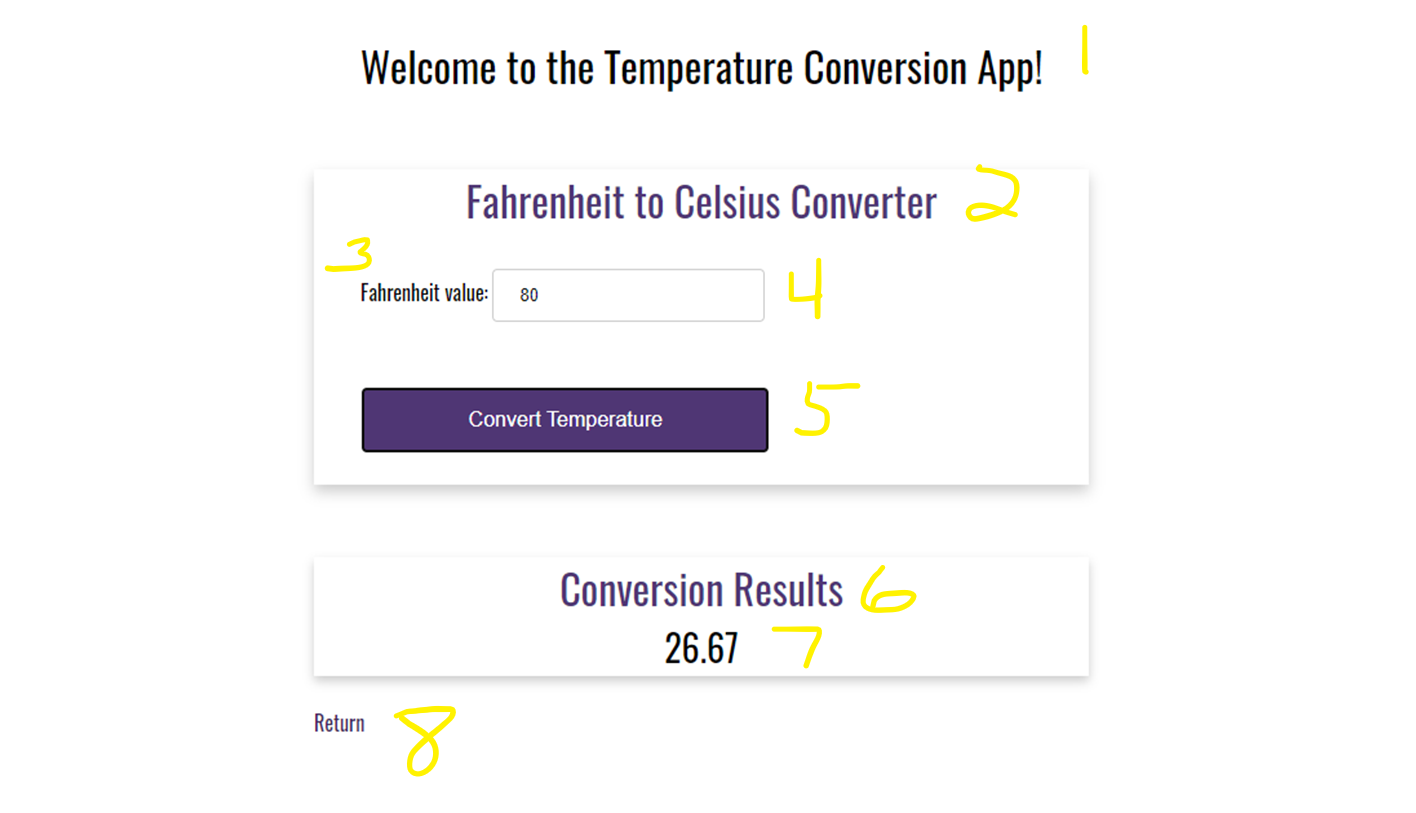 Welcome to the Temperature Conversion App! 1
Fahrenheit to Celsius Converter 2
3
Fahrenheit value: 80 4
Convert Temperature 5
Conversion Results 6
26.67 7
Return 8